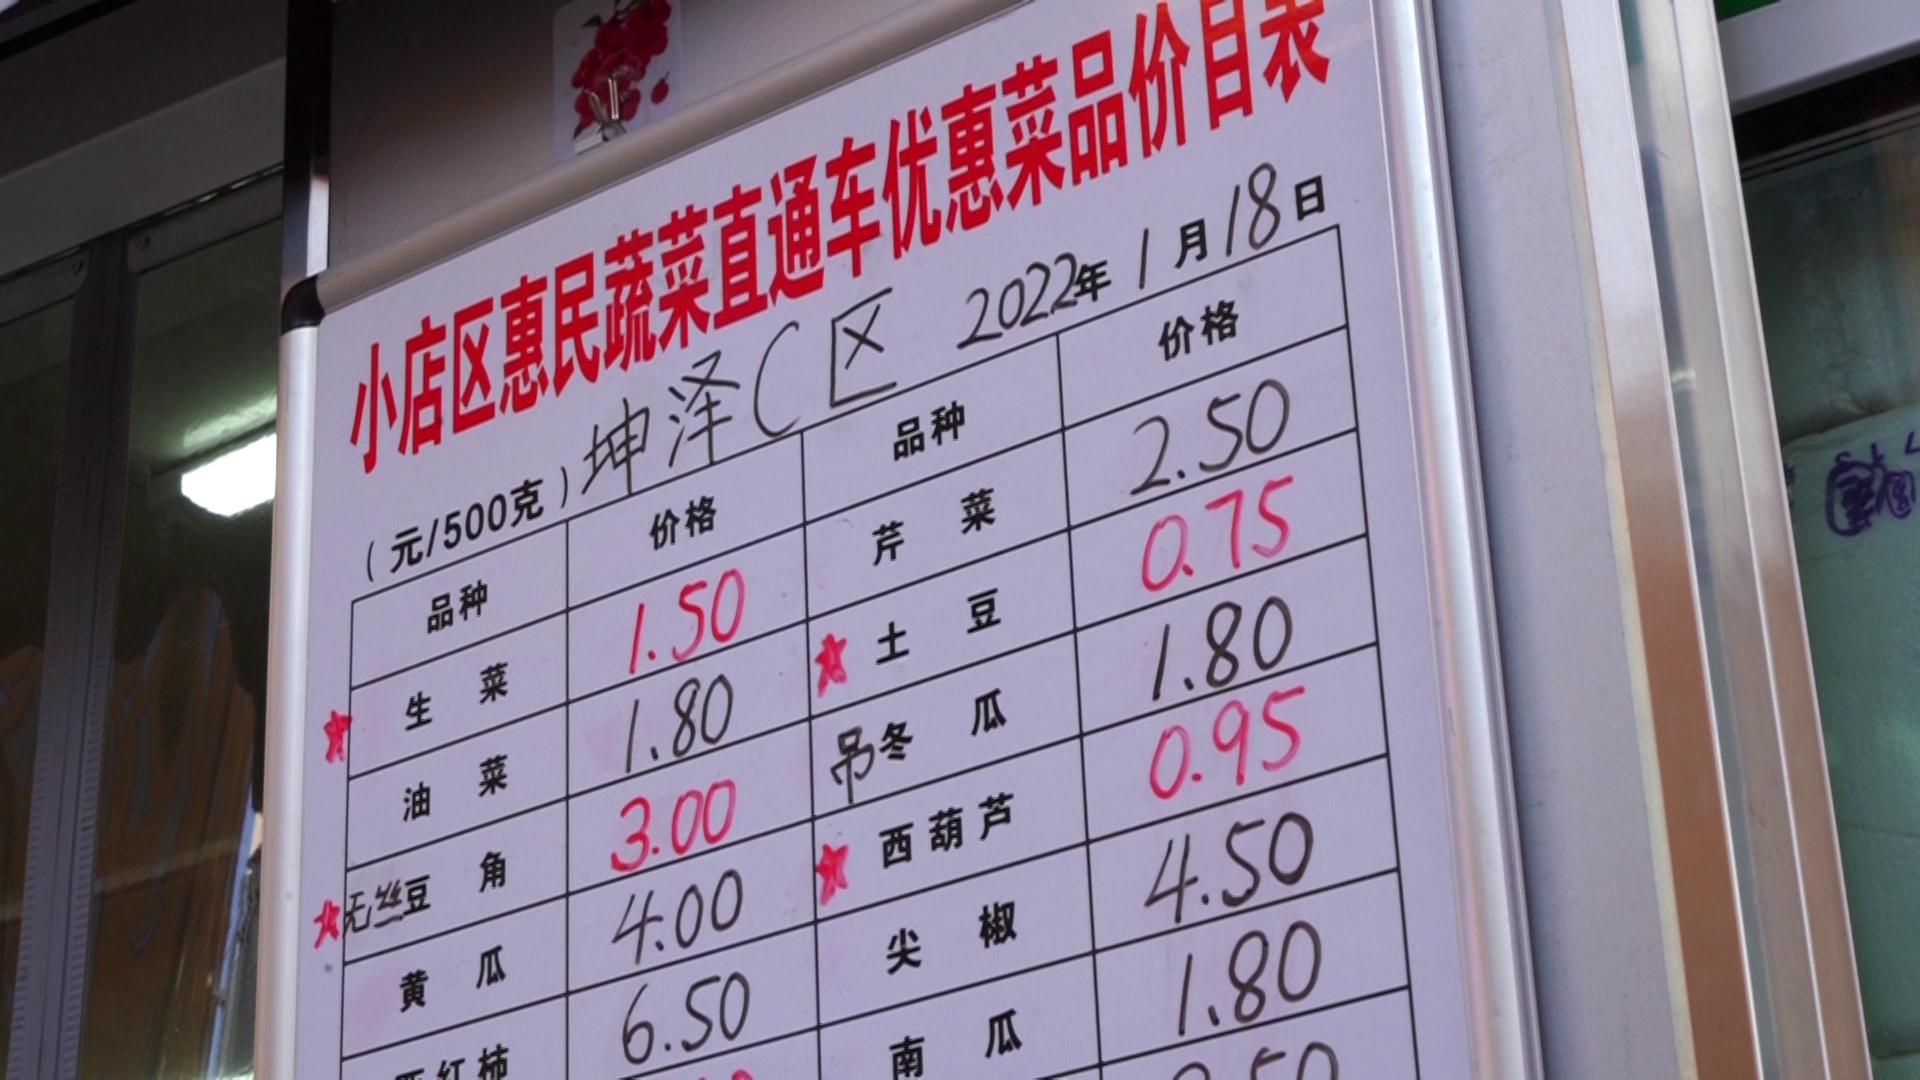 小店区惠民蔬菜直通车优惠菜品价目表
(元/500克) 坤泽C区 2022年1月18日
品种 价格 品种 价格
生菜 1.50 芹菜 2.50
油菜 1.80 土豆 0.75
无丝豆角 3.00 吊冬瓜 1.80
黄瓜 4.00 西葫芦 0.95
西红柿 6.50 尖椒 4.50
南瓜 1.80